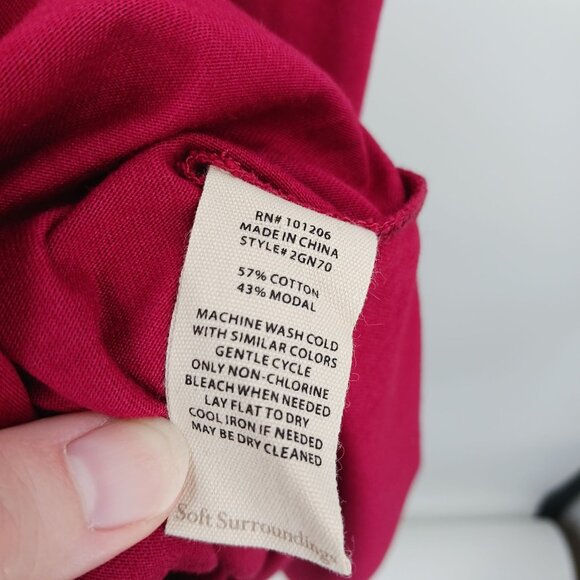 RN# 101206
MADE IN CHINA
STYLE# 2GN70
57% COTTON
43% MODAL
MACHINE WASH COLD
WITH SIMILAR COLORS
GENTLE CYCLE
ONLY NON-CHLORINE
BLEACH WHEN NEEDED
LAY FLAT TO DRY
COOL IRON IF NEEDED
MAY BE DRY CLEANED
Soft Surroundings